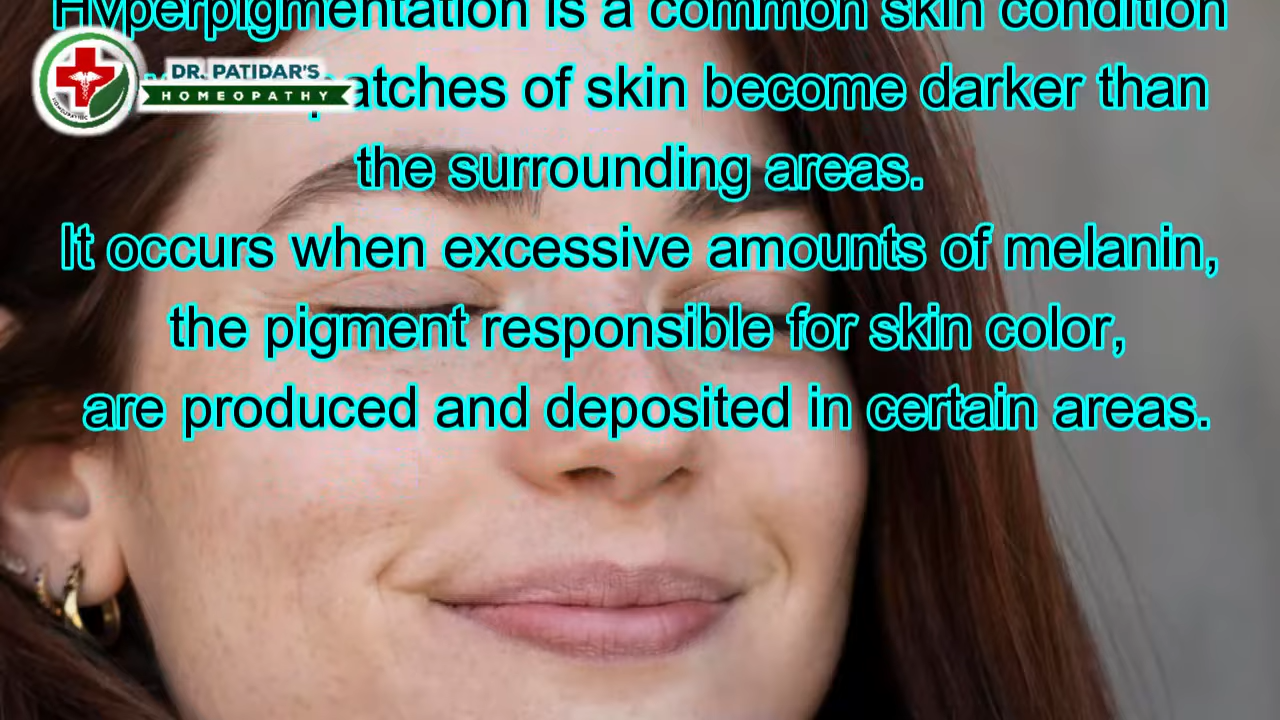 Hyperpigmentation is a common skin condition
DR. PATIDAR'S
HOMEOPATHY
patches of skin become darker than
the surrounding areas.
It occurs when excessive amounts of melanin,
the pigment responsible for skin color,
are produced and deposited in certain areas.